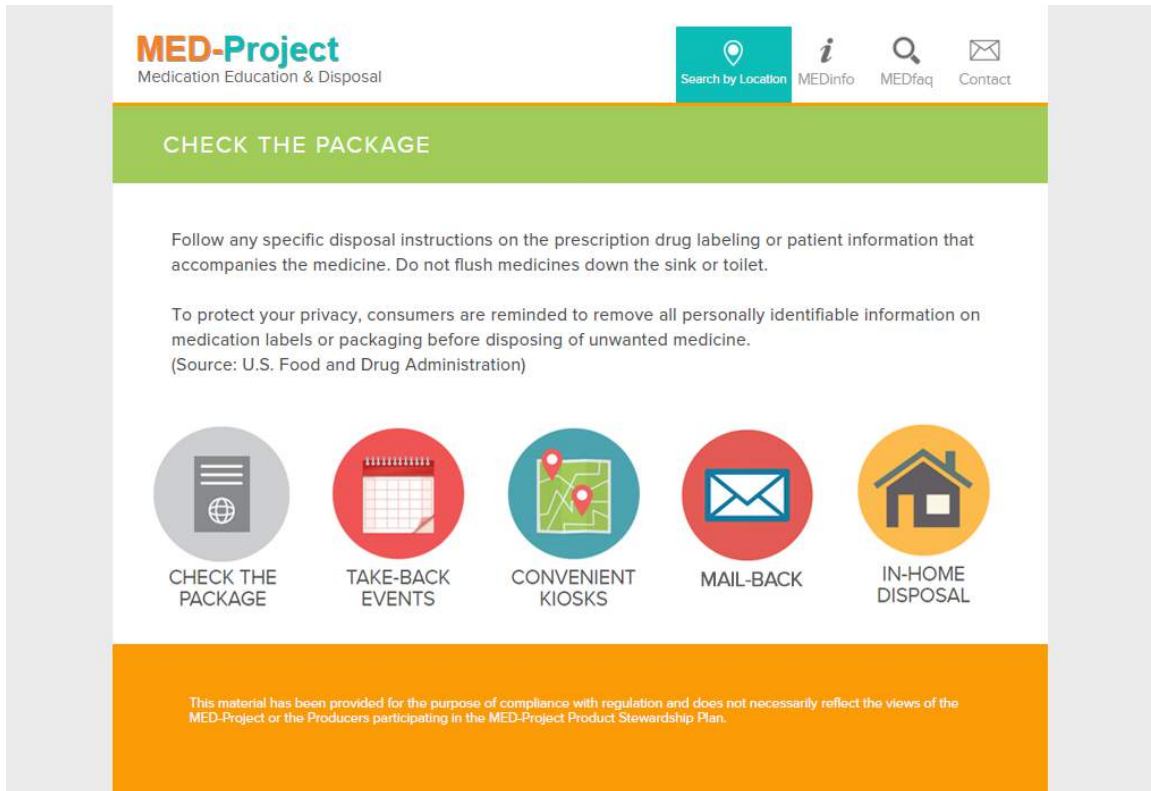 MED-Project
Medication Education & Disposal
Search by Location
MEDinfo
MEDfaq
Contact
CHECK THE PACKAGE
Follow any specific disposal instructions on the prescription drug labeling or patient information that
accompanies the medicine. Do not flush medicines down the sink or toilet.
To protect your privacy, consumers are reminded to remove all personally identifiable information on
medication labels or packaging before disposing of unwanted medicine.
(Source: U.S. Food and Drug Administration)
CHECK THE
PACKAGE
TAKE-BACK
EVENTS
CONVENIENT
KIOSKS
MAIL-BACK
IN-HOME
DISPOSAL
This material has been provided for the purpose of compliance with regulation and does not necessarily reflect the views of the
MED-Project or the Producers participating in the MED-Project Product Stewardship Plan.